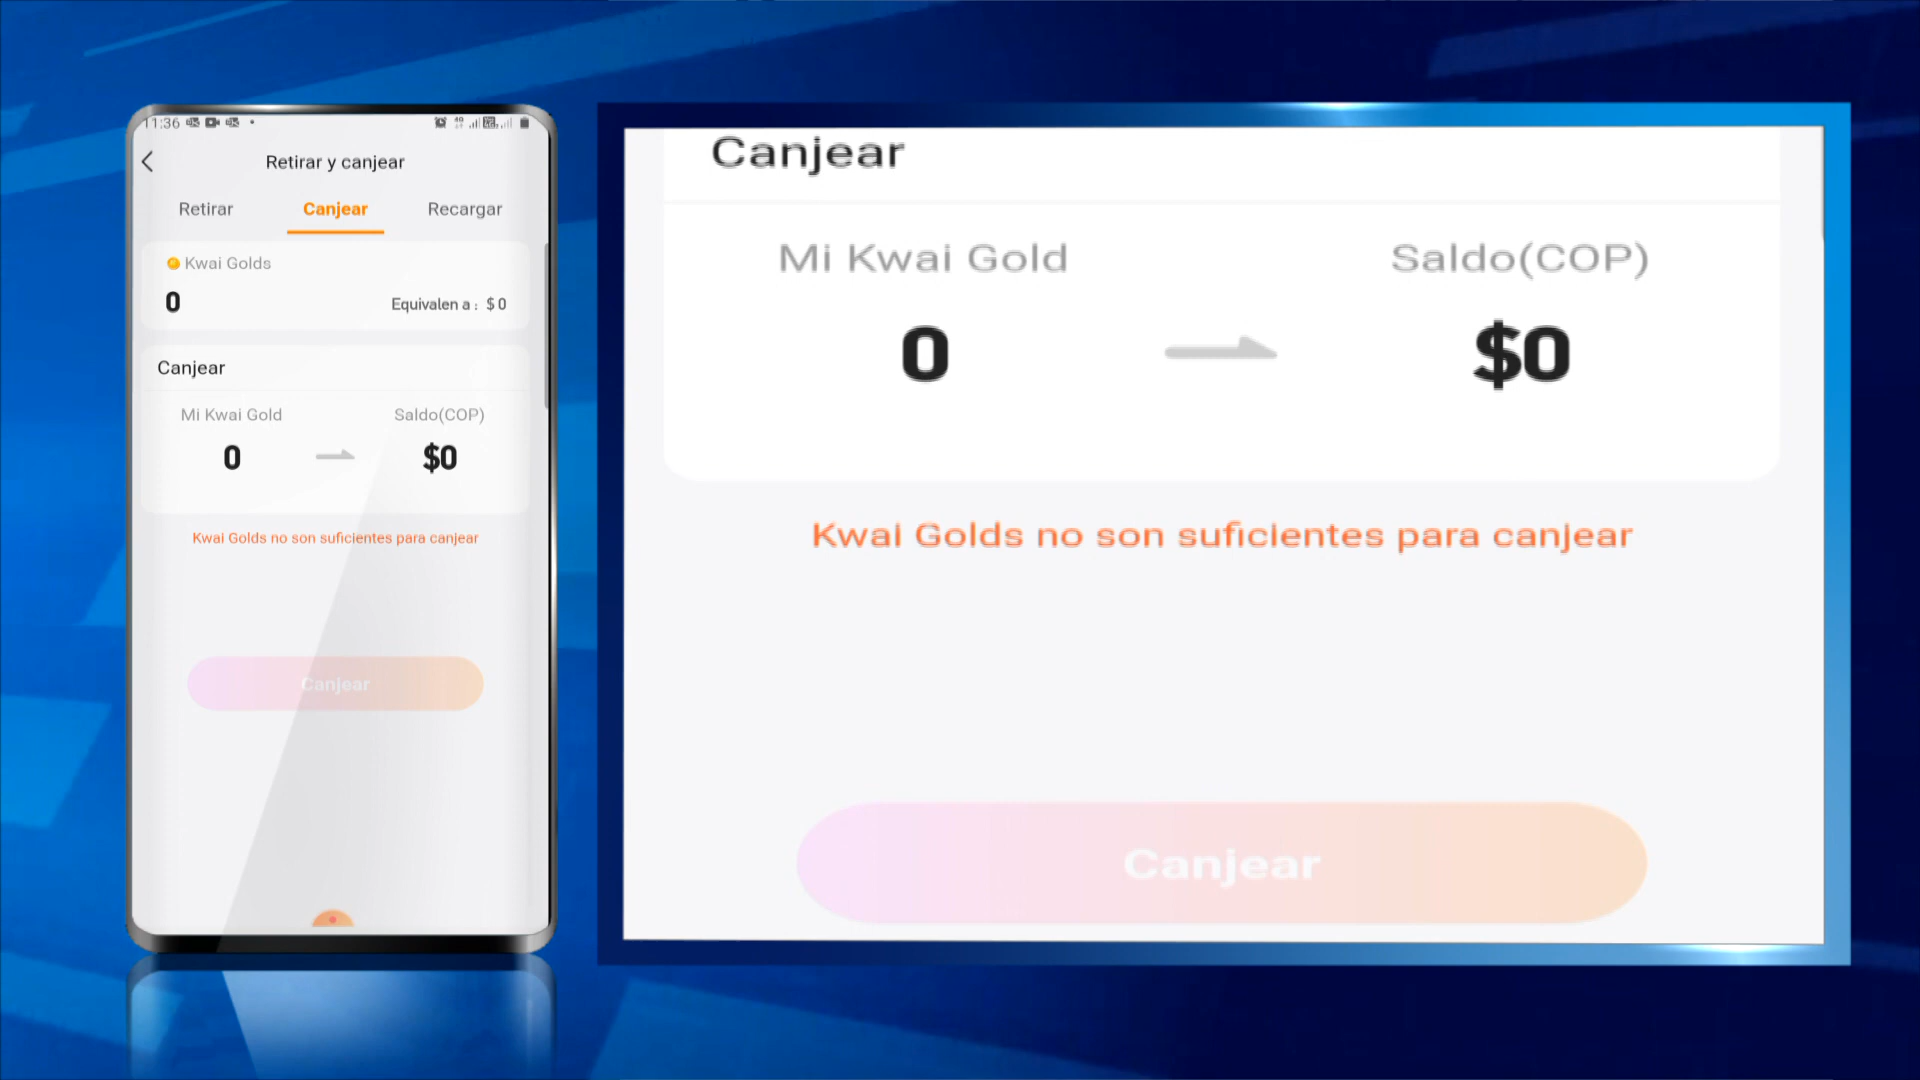 11:36
Retirar y canjear
Retirar
Canjear
Recargar
Kwai Golds
0
Equivalen a : $ 0
Canjear
Mi Kwai Gold
Saldo(COP)
0
$0
Kwai Golds no son suficientes para canjear
Canjear
Canjear
Mi Kwai Gold
Saldo(COP)
0
$0
Kwai Golds no son suficientes para canjear
Canjear